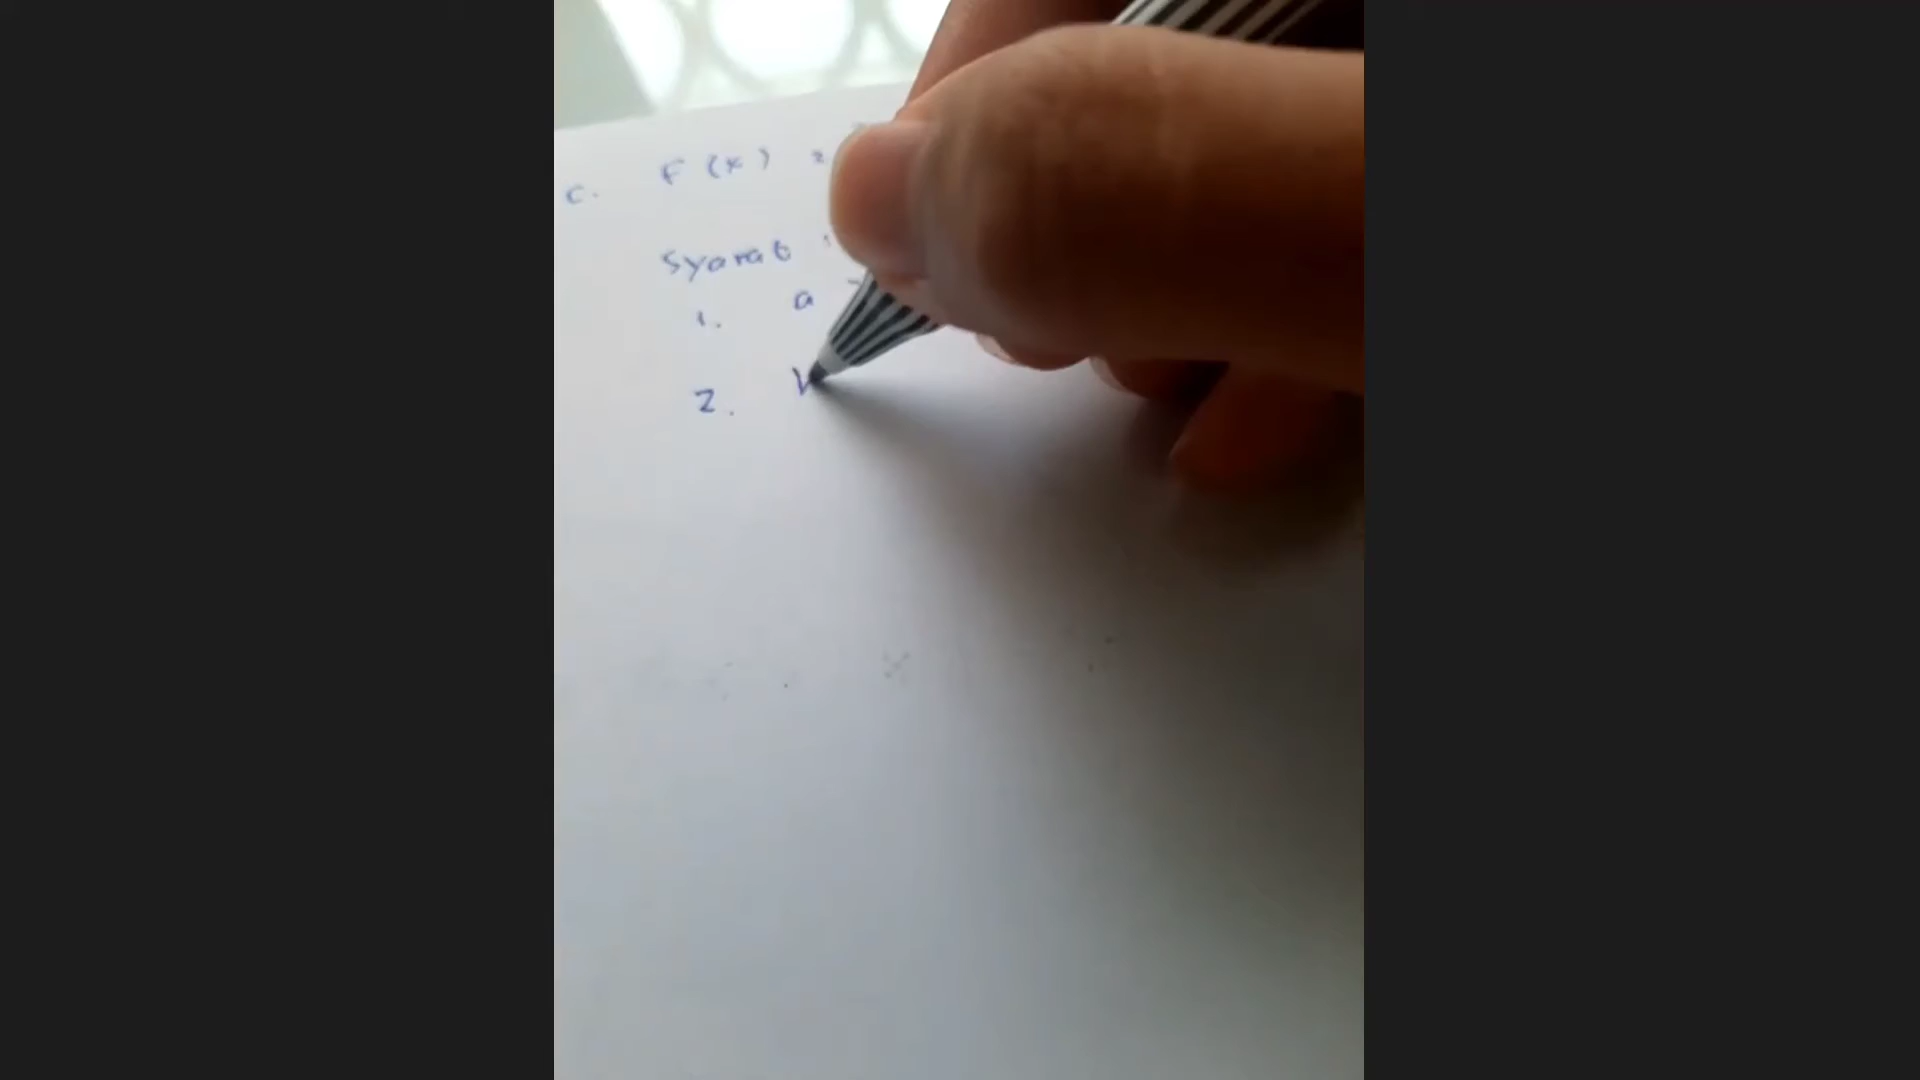 c. F(x) =
Syarat :
1. a
2.